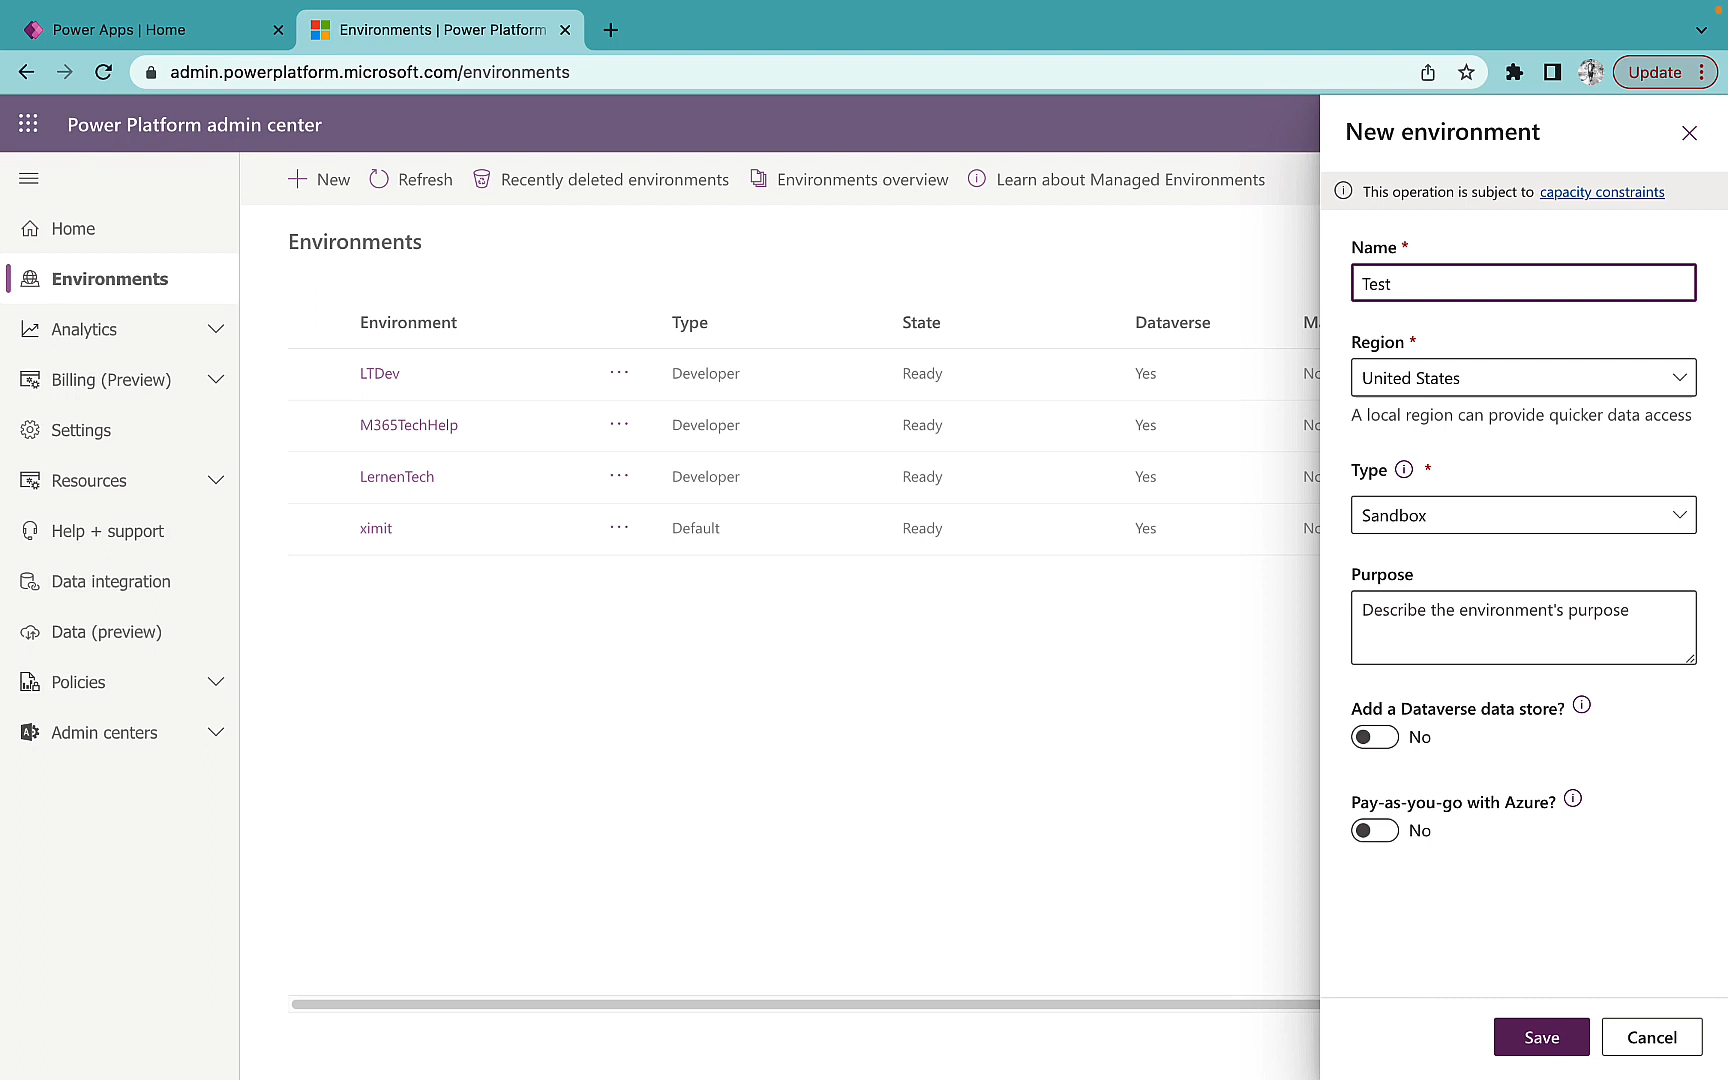 Power Apps | Home
Environments | Power Platform
admin.powerplatform.microsoft.com/environments
Update
Power Platform admin center
New
Refresh
Recently deleted environments
Environments overview
Learn about Managed Environments
Home
Environments
Analytics
Billing (Preview)
Settings
Resources
Help + support
Data integration
Data (preview)
Policies
Admin centers
Environments
Environment Type State Dataverse
LTDev ··· Developer Ready Yes No
M365TechHelp ··· Developer Ready Yes No
LernenTech ··· Developer Ready Yes No
ximit ··· Default Ready Yes No
New environment
This operation is subject to capacity constraints
Name *
Test
Region *
United States
A local region can provide quicker data access
Type *
Sandbox
Purpose
Describe the environment's purpose
Add a Dataverse data store?
No
Pay-as-you-go with Azure?
No
Save
Cancel